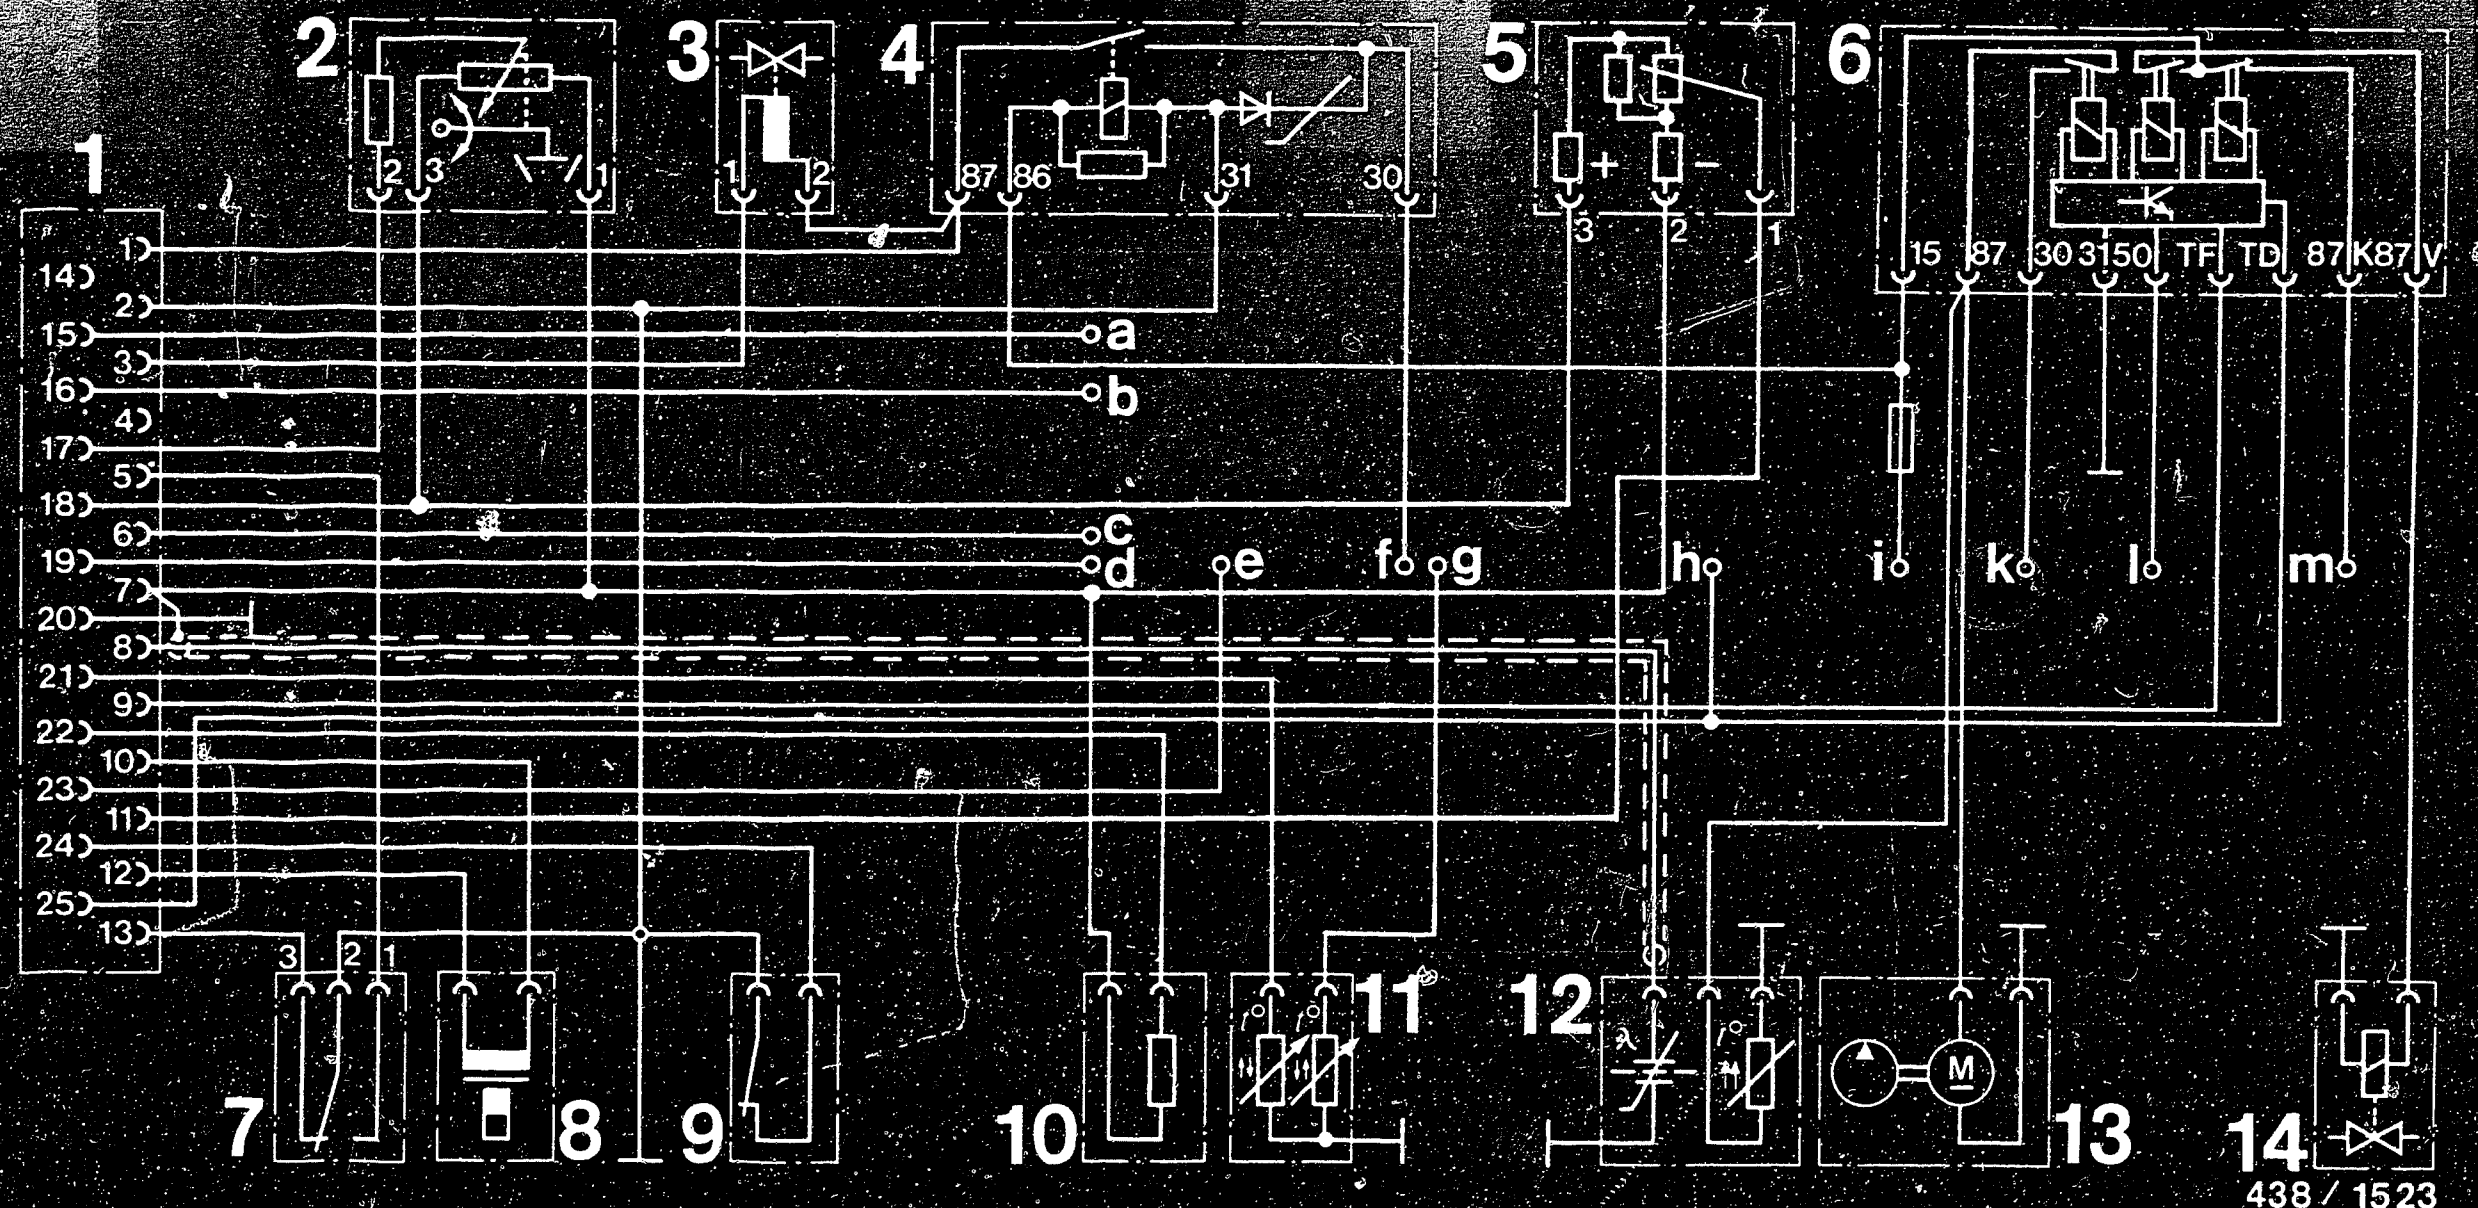 2 3 4 5 6
1
2 3 1 1 2 87 86 31 30 + −
3 2 1
15 87 30 31 50 TF TD 87 K 87 V
1
14
2
15 a
3
16 b
4
17
5
18
6 c
19 d e f g h i k l m
7
20
8
21
9
22
10
23
11
24
12
25
13
3 2 1
7 8 9 10 11 12 13 14
t° t° λ t° M
438 / 1523